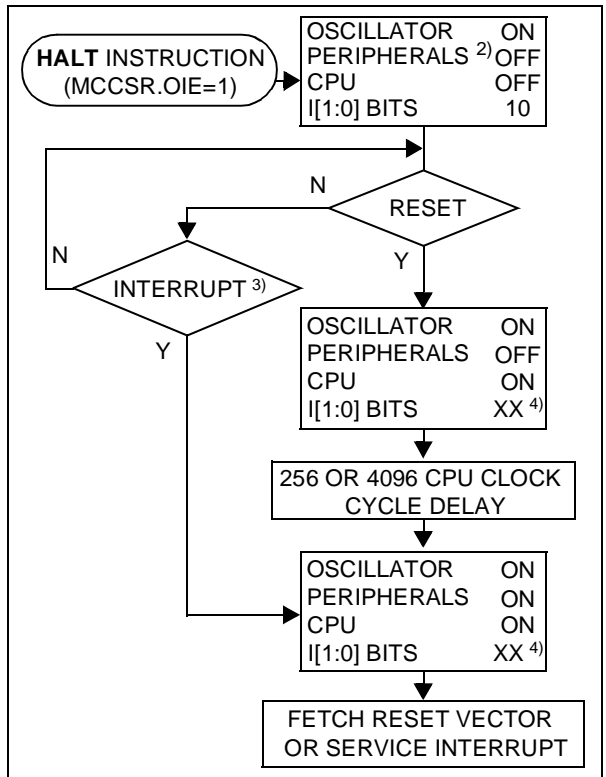 HALT INSTRUCTION
(MCCSR.OIE=1)
OSCILLATOR ON
PERIPHERALS 2) OFF
CPU OFF
I[1:0] BITS 10
N
RESET
Y
N
INTERRUPT 3)
Y
OSCILLATOR ON
PERIPHERALS OFF
CPU ON
I[1:0] BITS XX 4)
256 OR 4096 CPU CLOCK
CYCLE DELAY
OSCILLATOR ON
PERIPHERALS ON
CPU ON
I[1:0] BITS XX 4)
FETCH RESET VECTOR
OR SERVICE INTERRUPT